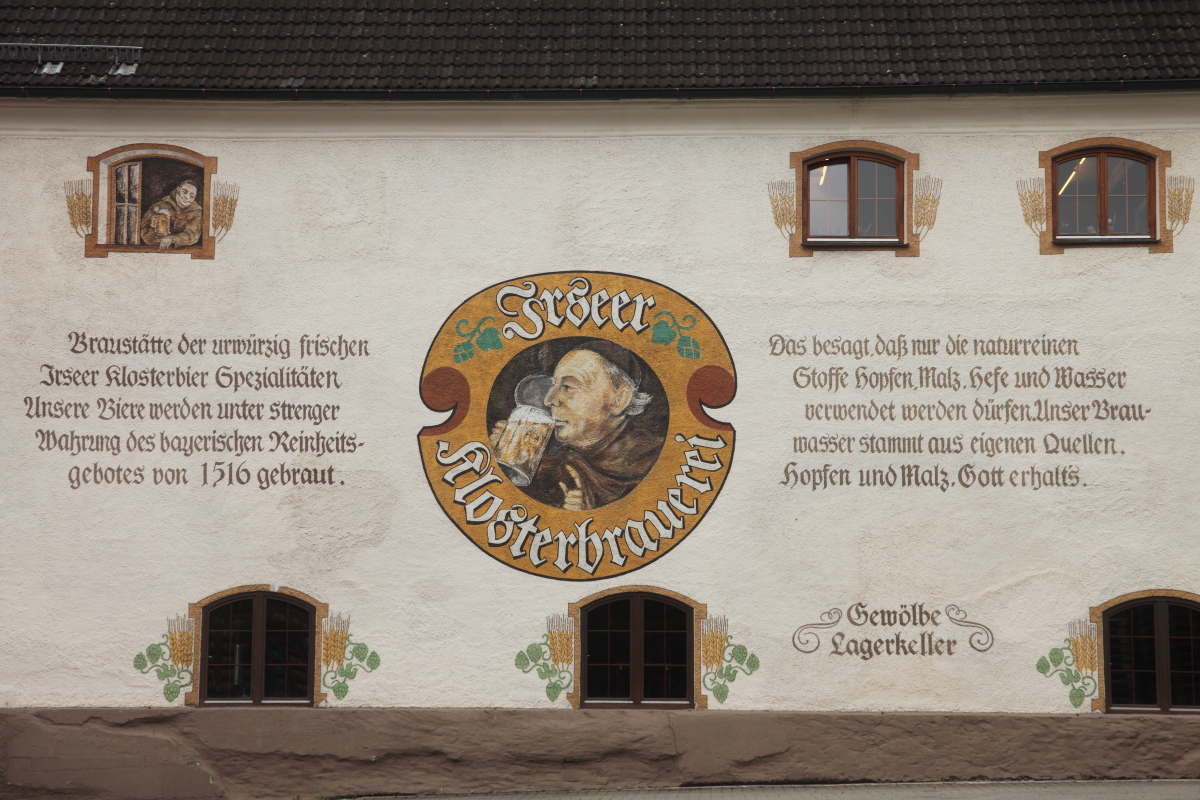 Braustätte der urwürzig frischen
Irseer Klosterbier Spezialitäten
Unsere Biere werden unter strenger
Wahrung des bayerischen Reinheits-
gebotes von 1516 gebraut.
Irseer
Klosterbrauerei
Das besagt, daß nur die naturreinen
Stoffe Hopfen, Malz, Hefe und Wasser
verwendet werden dürfen. Unser Brau-
wasser stammt aus eigenen Quellen.
Hopfen und Malz, Gott erhalt's.
Gewölbe
Lagerkeller